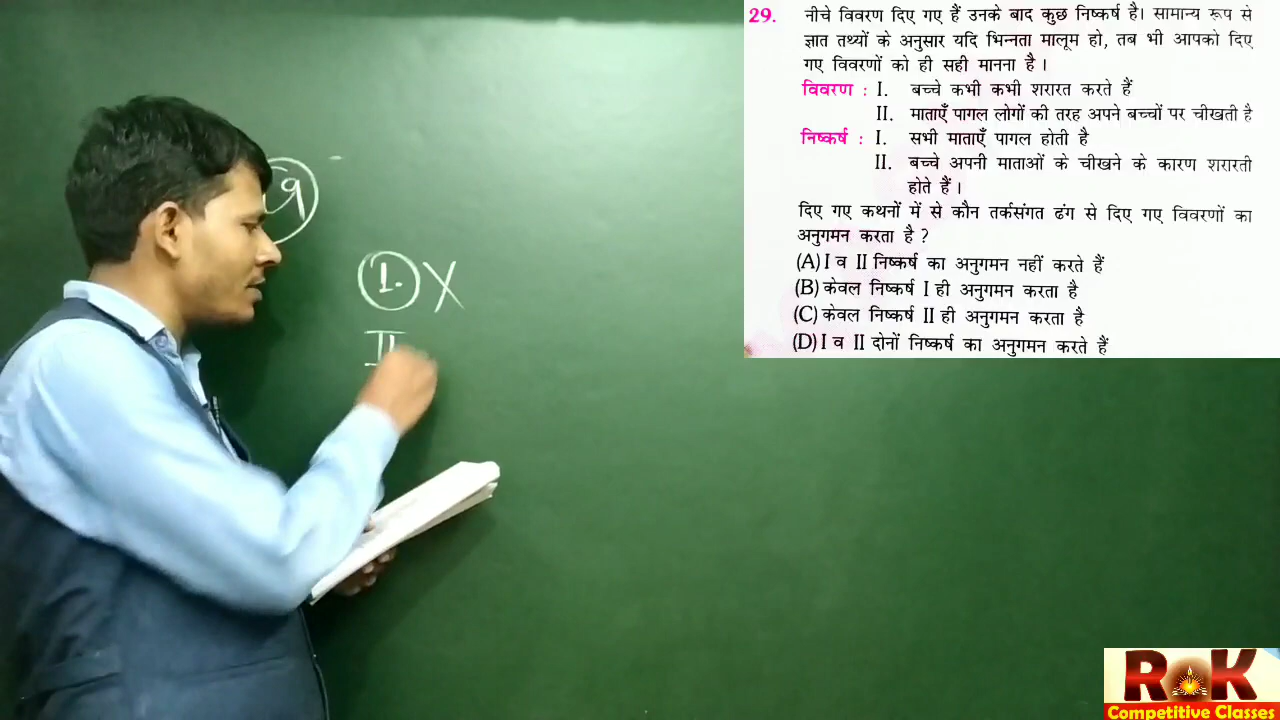 29. नीचे विवरण दिए गए हैं उनके बाद कुछ निष्कर्ष है। सामान्य रूप से
ज्ञात तथ्यों के अनुसार यदि भिन्नता मालूम हो, तब भी आपको दिए
गए विवरणों को ही सही मानना है ।
विवरण : I. बच्चे कभी कभी शरारत करते हैं
II. माताएँ पागल लोगों की तरह अपने बच्चों पर चीखती है
निष्कर्ष : I. सभी माताएँ पागल होती है
II. बच्चे अपनी माताओं के चीखने के कारण शरारती
होते हैं ।
दिए गए कथनों में से कौन तर्कसंगत ढंग से दिए गए विवरणों का
अनुगमन करता है ?
(A) I व II निष्कर्ष का अनुगमन नहीं करते हैं
(B) केवल निष्कर्ष I ही अनुगमन करता है
(C) केवल निष्कर्ष II ही अनुगमन करता है
(D) I व II दोनों निष्कर्ष का अनुगमन करते हैं
I. X
II
RK
Competitive Classes